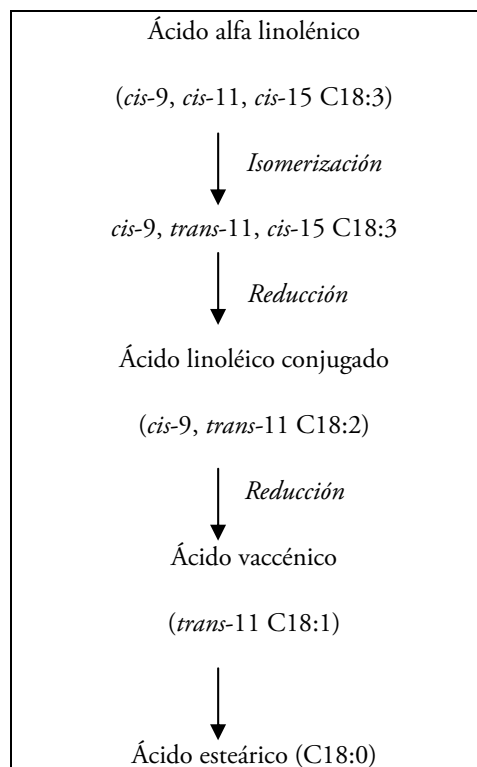 Ácido alfa linolénico
(cis-9, cis-11, cis-15 C18:3)
Isomerización
cis-9, trans-11, cis-15 C18:3
Reducción
Ácido linoléico conjugado
(cis-9, trans-11 C18:2)
Reducción
Ácido vaccénico
(trans-11 C18:1)
Ácido esteárico (C18:0)